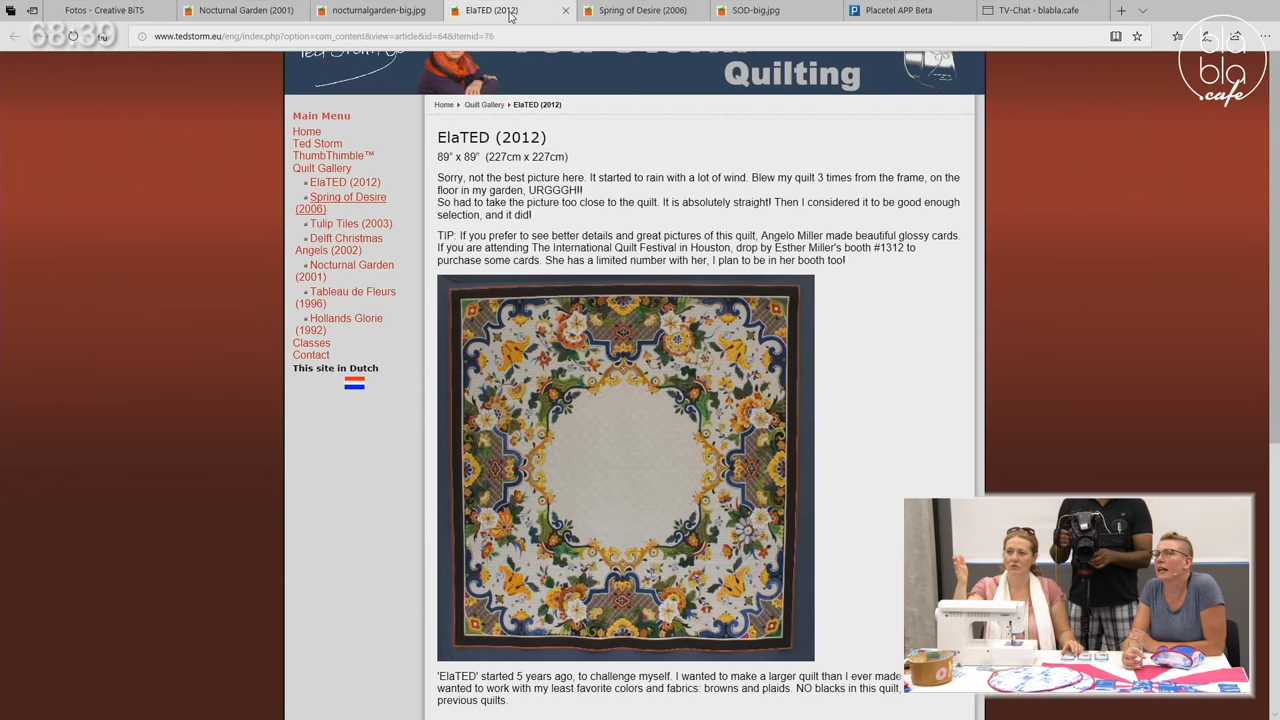 Fotos - Creative BiTS
Nocturnal Garden (2001)
nocturnalgarden-big.jpg
ElaTED (2012)
Spring of Desire (2006)
SOD-big.jpg
Placetel APP Beta
TV-Chat › blabla.cafe
68:30
www.tedstorm.eu/eng/index.php?option=com_content&view=article&id=64&Itemid=76
bla
bla
.cafe
Quilting
Home
Quilt Gallery
ElaTED (2012)
Main Menu
Home
Ted Storm
ThumbThimble™
Quilt Gallery
ElaTED (2012)
Spring of Desire
(2006)
Tulip Tiles (2003)
Delft Christmas
Angels (2002)
Nocturnal Garden
(2001)
Tableau de Fleurs
(1996)
Hollands Glorie
(1992)
Classes
Contact
This site in Dutch
ElaTED (2012)
89" x 89" (227cm x 227cm)
Sorry, not the best picture here. It started to rain with a lot of wind. Blew my quilt 3 times from the frame, on the
floor in my garden, URGGGH!!
So had to take the picture too close to the quilt. It is absolutely straight! Then I considered it to be good enough
selection, and it did!
TIP: If you prefer to see better details and great pictures of this quilt, Angelo Miller made beautiful glossy cards.
If you are attending The International Quilt Festival in Houston, drop by Esther Miller's booth #1312 to
purchase some cards. She has a limited number with her, I plan to be in her booth too!
'ElaTED' started 5 years ago, to challenge myself. I wanted to make a larger quilt than I ever made
wanted to work with my least favorite colors and fabrics: browns and plaids. NO blacks in this quilt,
previous quilts.